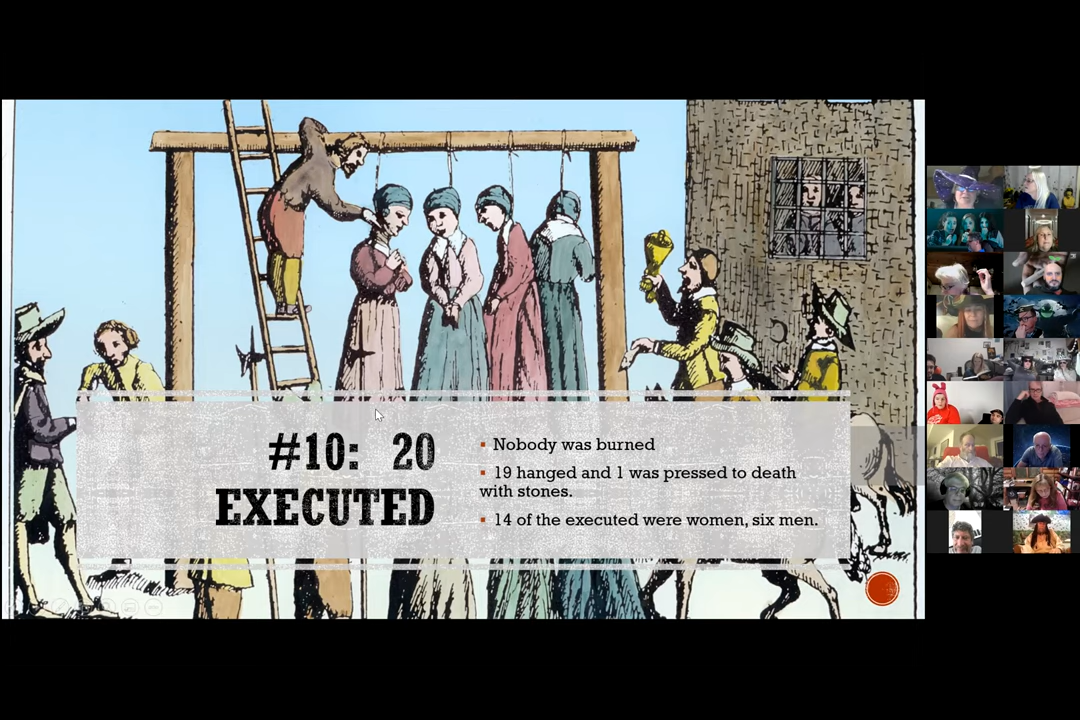 #10: 20
EXECUTED
▪ Nobody was burned
▪ 19 hanged and 1 was pressed to death
with stones.
▪ 14 of the executed were women, six men.